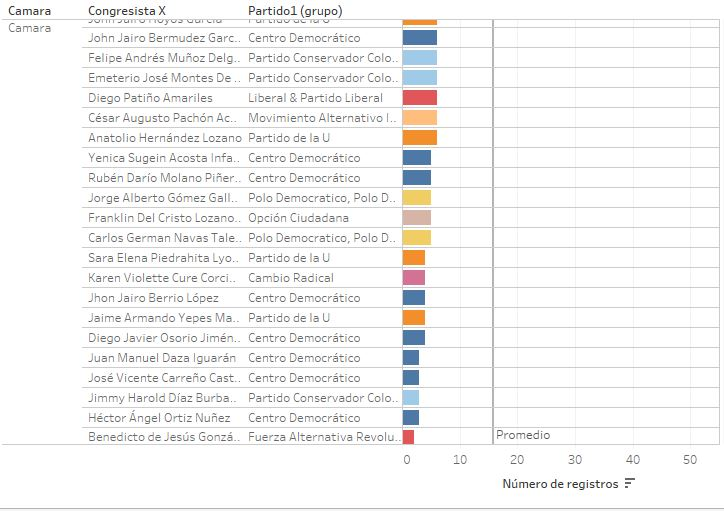 Camara Congresista X Partido1 (grupo)
Camara John Jairo Hoyos García Partido de la U
John Jairo Bermudez Garc.. Centro Democrático
Felipe Andrés Muñoz Delg.. Partido Conservador Colo..
Emeterio José Montes De .. Partido Conservador Colo..
Diego Patiño Amariles Liberal & Partido Liberal
César Augusto Pachón Ac.. Movimiento Alternativo I..
Anatolio Hernández Lozano Partido de la U
Yenica Sugein Acosta Infa.. Centro Democrático
Rubén Darío Molano Piñer.. Centro Democrático
Jorge Alberto Gómez Gall.. Polo Democratico, Polo D..
Franklin Del Cristo Lozano.. Opción Ciudadana
Carlos German Navas Tale.. Polo Democratico, Polo D..
Sara Elena Piedrahita Lyo.. Partido de la U
Karen Violette Cure Corci.. Cambio Radical
Jhon Jairo Berrio López Centro Democrático
Jaime Armando Yepes Ma.. Partido de la U
Diego Javier Osorio Jimén.. Centro Democrático
Juan Manuel Daza Iguarán Centro Democrático
José Vicente Carreño Cast.. Centro Democrático
Jimmy Harold Díaz Burba.. Partido Conservador Colo..
Héctor Ángel Ortiz Nuñez Centro Democrático
Benedicto de Jesús Gonzá.. Fuerza Alternativa Revolu.. Promedio
0 10 20 30 40 50
Número de registros